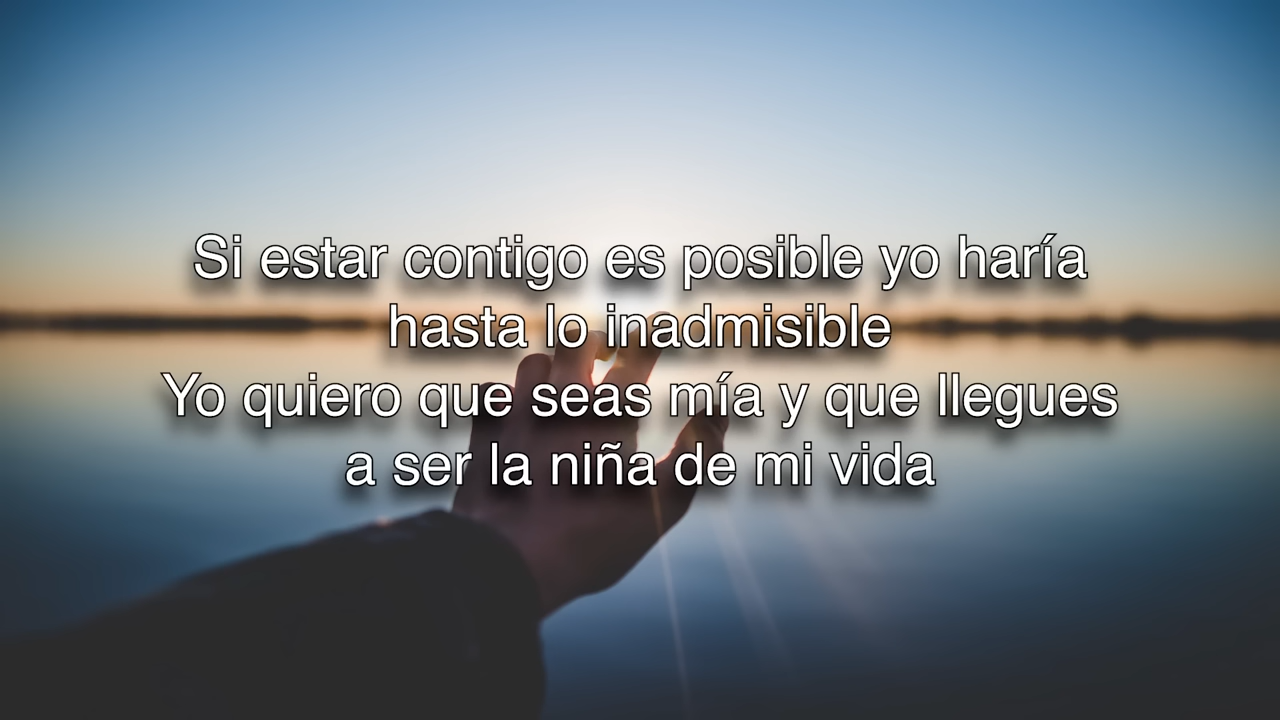 Si estar contigo es posible yo haría
hasta lo inadmisible
Yo quiero que seas mía y que llegues
a ser la niña de mi vida